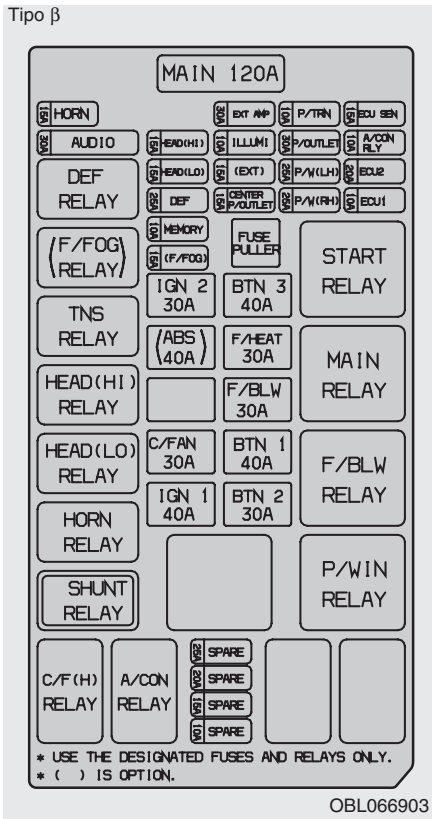 Tipo β
MAIN 120A
15A HORN
30A EXT AMP
10A P/TRN
15A ECU SEN
30A AUDIO
15A HEAD(HI)
10A ILLUMI
30A P/OUTLET
10A A/CON RLY
DEF RELAY
15A HEAD(LO)
15A (EXT)
25A P/W(LH)
20A ECU2
25A DEF
15A CENTER P/OUTLET
25A P/W(RH)
10A ECU1
10A MEMORY
15A (F/FOG)
FUSE PULLER
(F/FOG) RELAY
START RELAY
IGN 2 30A
BTN 3 40A
TNS RELAY
(ABS) 40A
F/HEAT 30A
MAIN RELAY
HEAD(HI) RELAY
F/BLW 30A
HEAD(LO) RELAY
C/FAN 30A
BTN 1 40A
F/BLW RELAY
IGN 1 40A
BTN 2 30A
HORN RELAY
P/WIN RELAY
SHUNT RELAY
C/F(H) RELAY
A/CON RELAY
25A SPARE
20A SPARE
15A SPARE
10A SPARE
* USE THE DESIGNATED FUSES AND RELAYS ONLY.
* ( ) IS OPTION.
OBL066903